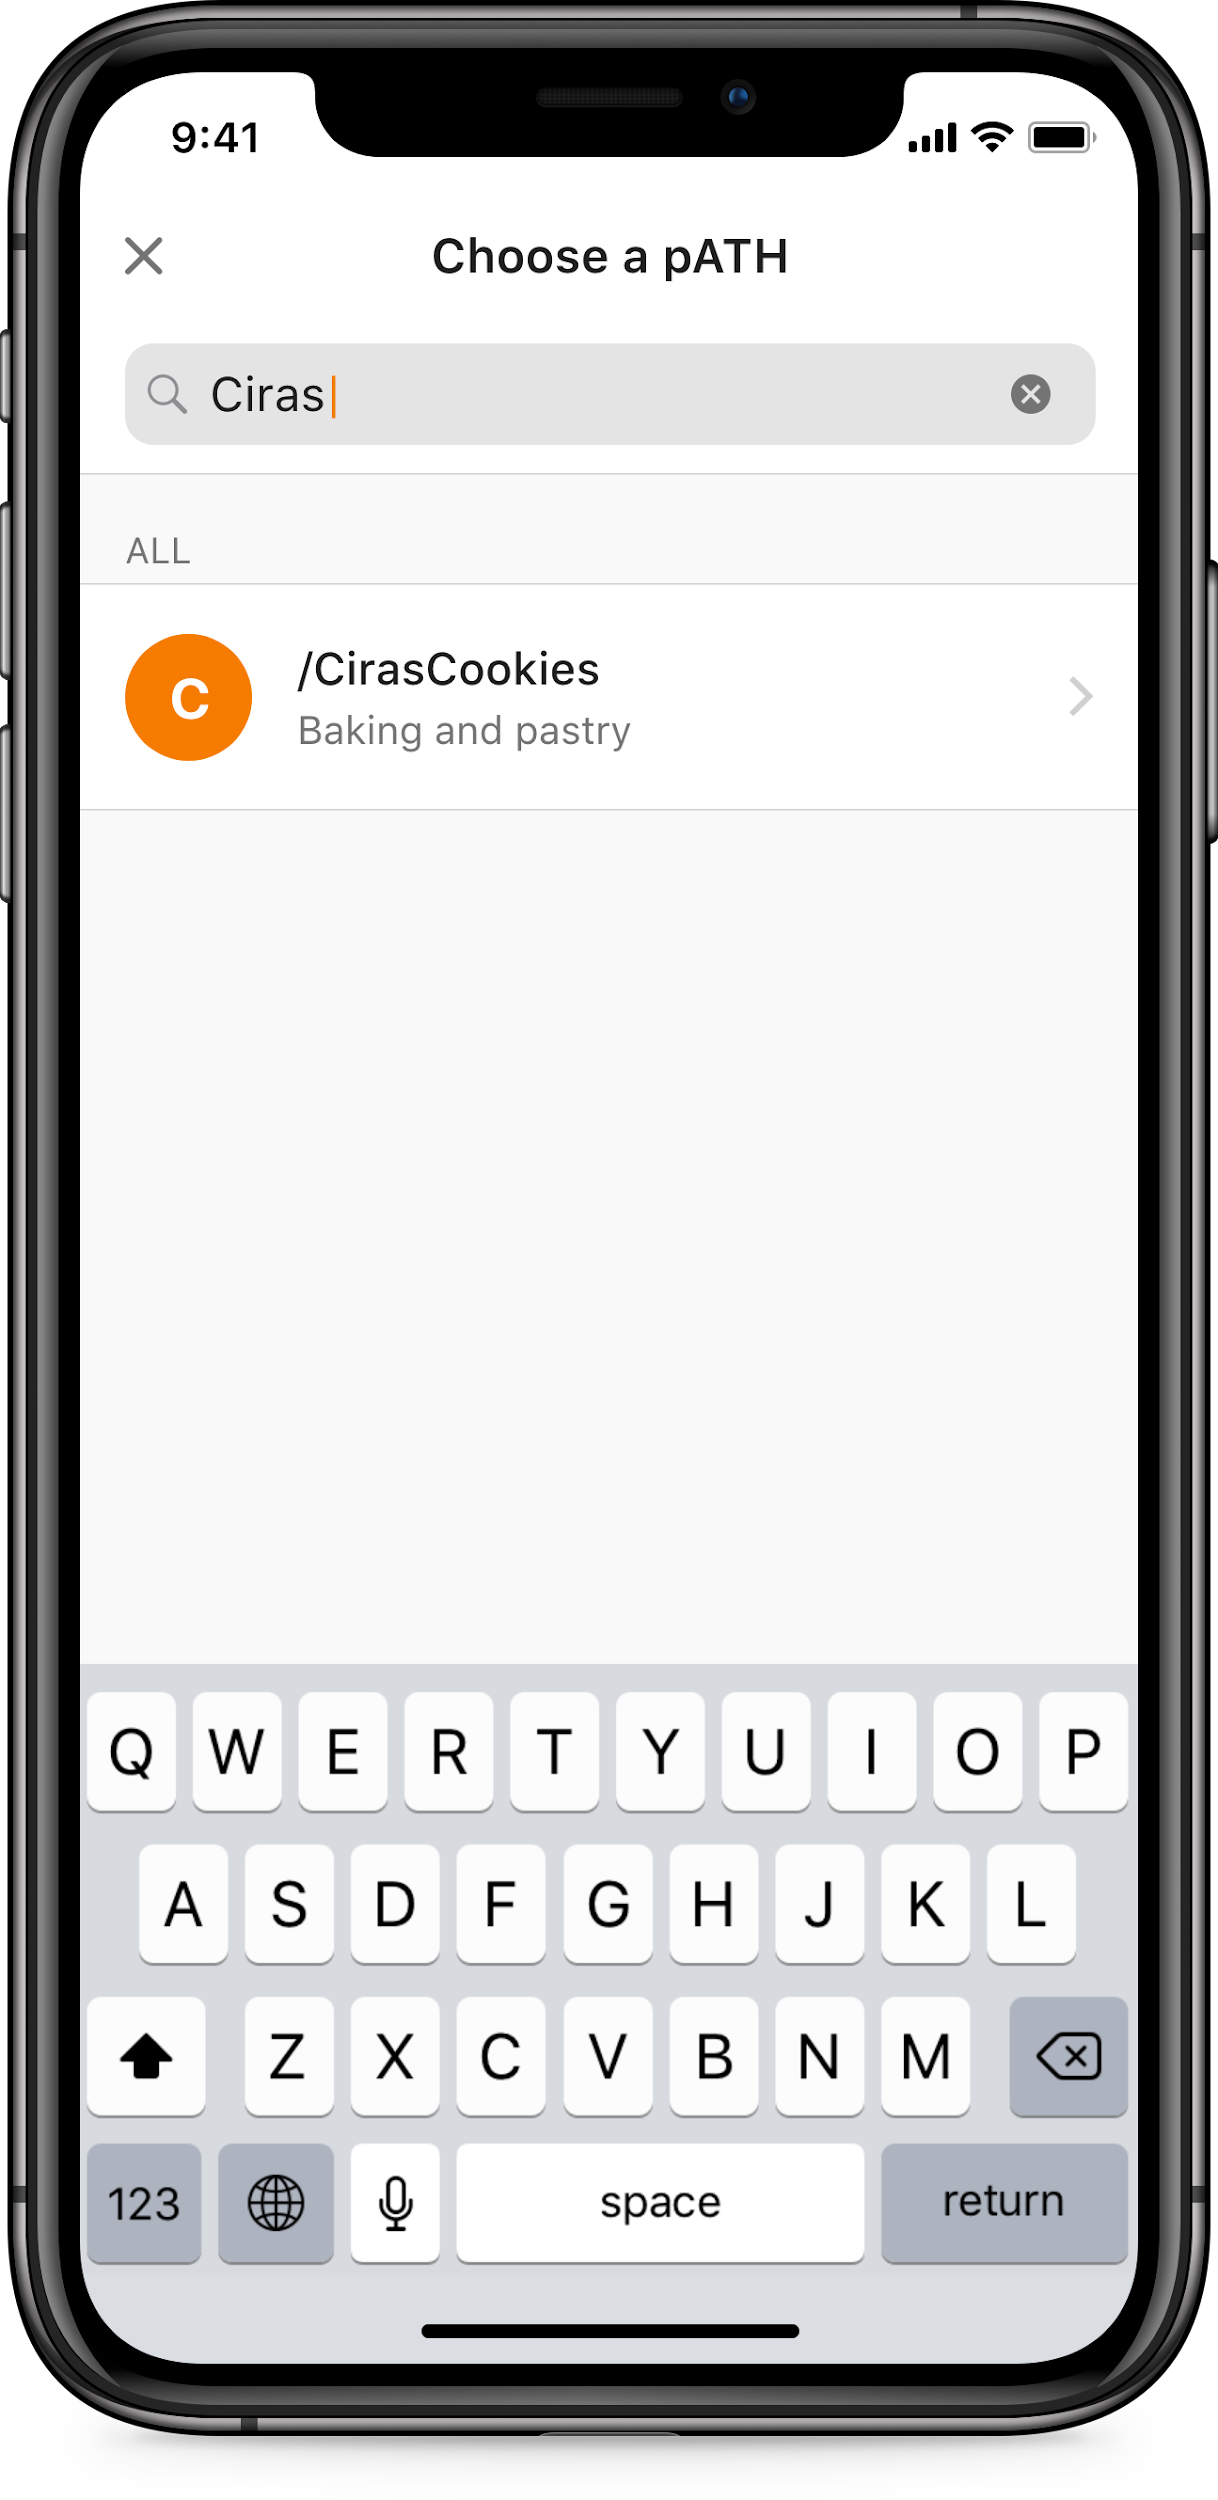 9:41
Choose a pATH
Ciras
ALL
C
/CirasCookies
Baking and pastry
Q W E R T Y U I O P
A S D F G H J K L
Z X C V B N M
123 space return